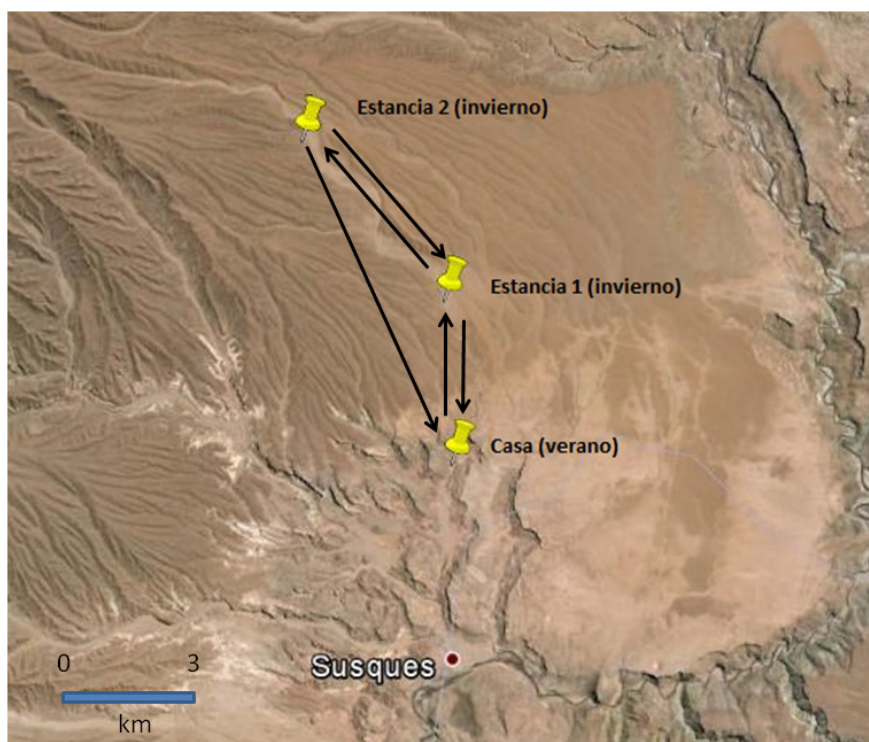 Estancia 2 (invierno)
Estancia 1 (invierno)
Casa (verano)
Susques
0 3
km